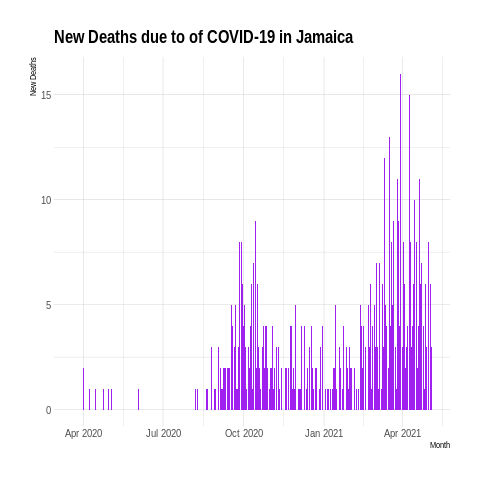 New Deaths due to of COVID-19 in Jamaica
New Deaths
15
10
5
0
Apr 2020
Jul 2020
Oct 2020
Jan 2021
Apr 2021
Month